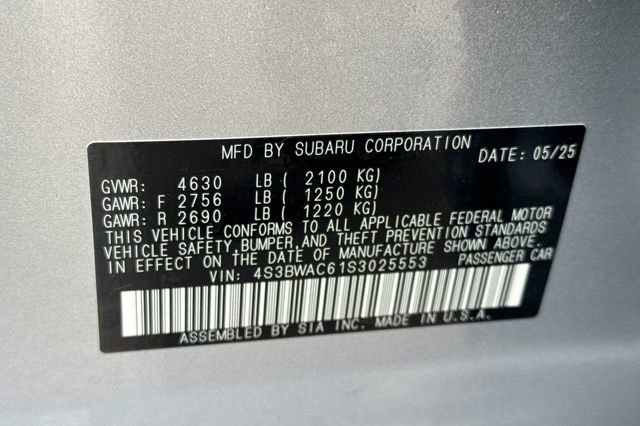 MFD BY SUBARU CORPORATION DATE: 05/25
GVWR: 4630 LB ( 2100 KG)
GAWR: F 2756 LB ( 1250 KG)
GAWR: R 2690 LB ( 1220 KG)
THIS VEHICLE CONFORMS TO ALL APPLICABLE FEDERAL MOTOR
VEHICLE SAFETY, BUMPER, AND THEFT PREVENTION STANDARDS
IN EFFECT ON THE DATE OF MANUFACTURE SHOWN ABOVE.
VIN: 4S3BWAC61S3025553 PASSENGER CAR
ASSEMBLED BY SIA INC. MADE IN U.S.A.